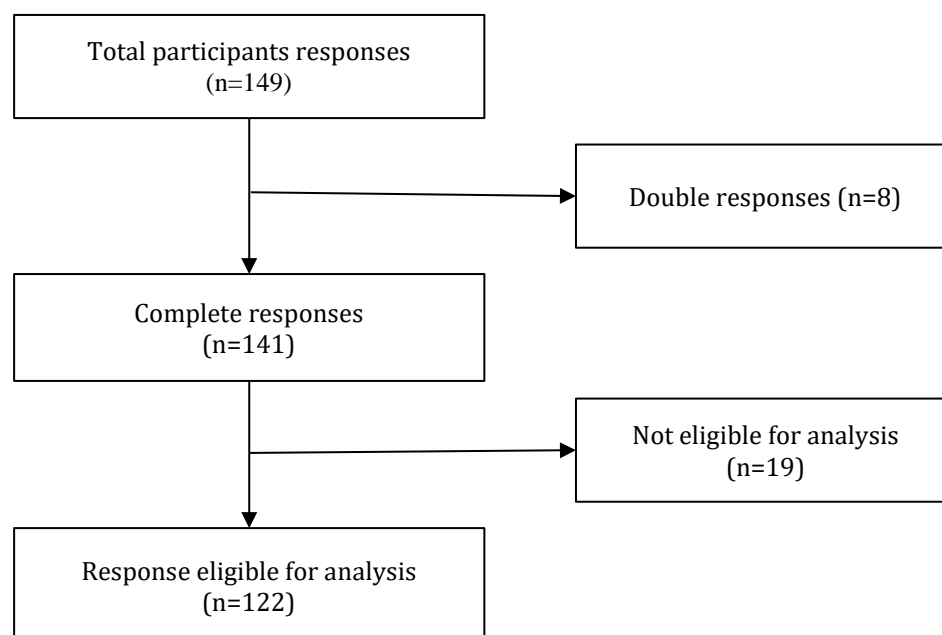 Total participants responses
(n=149)
Double responses (n=8)
Complete responses
(n=141)
Not eligible for analysis
(n=19)
Response eligible for analysis
(n=122)